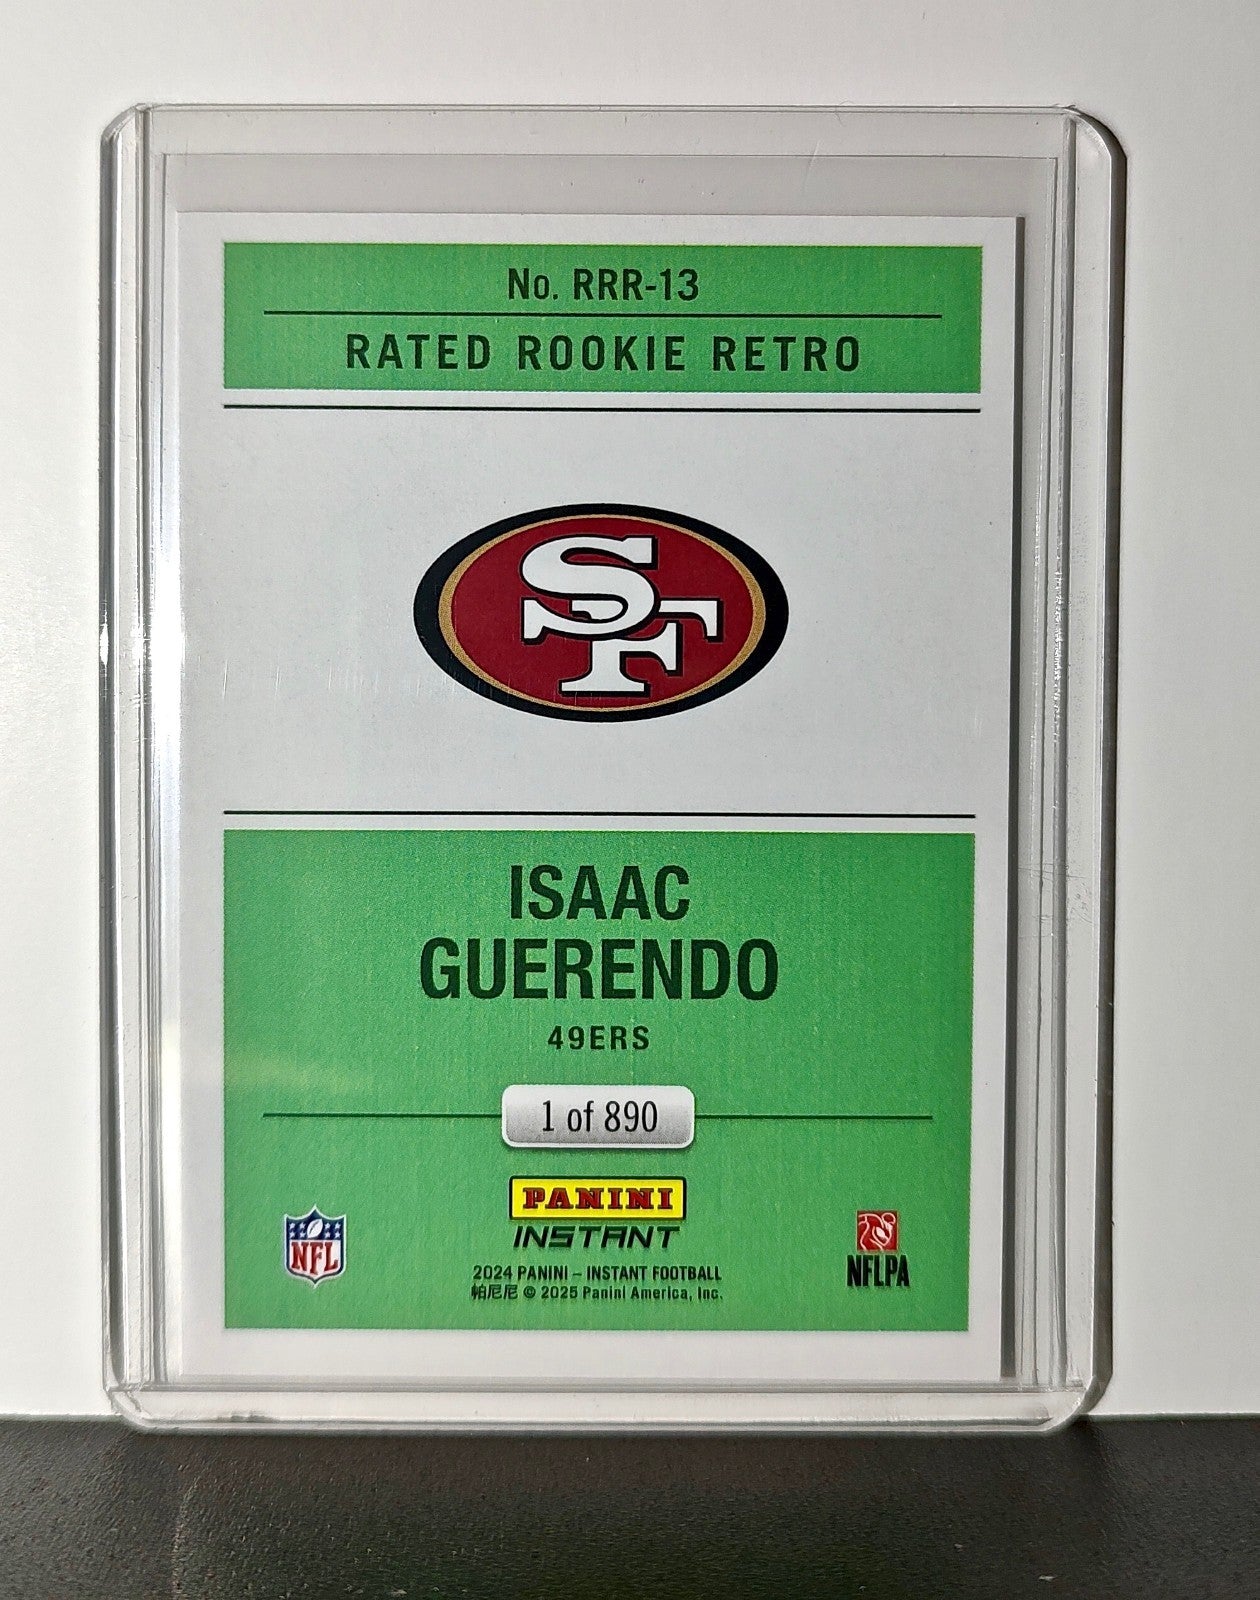 No. RRR-13
RATED ROOKIE RETRO
SF
ISAAC
GUERENDO
49ERS
1 of 890
PANINI
INSTANT
NFL
NFLPA
2024 PANINI – INSTANT FOOTBALL
帕尼尼 © 2025 Panini America, Inc.